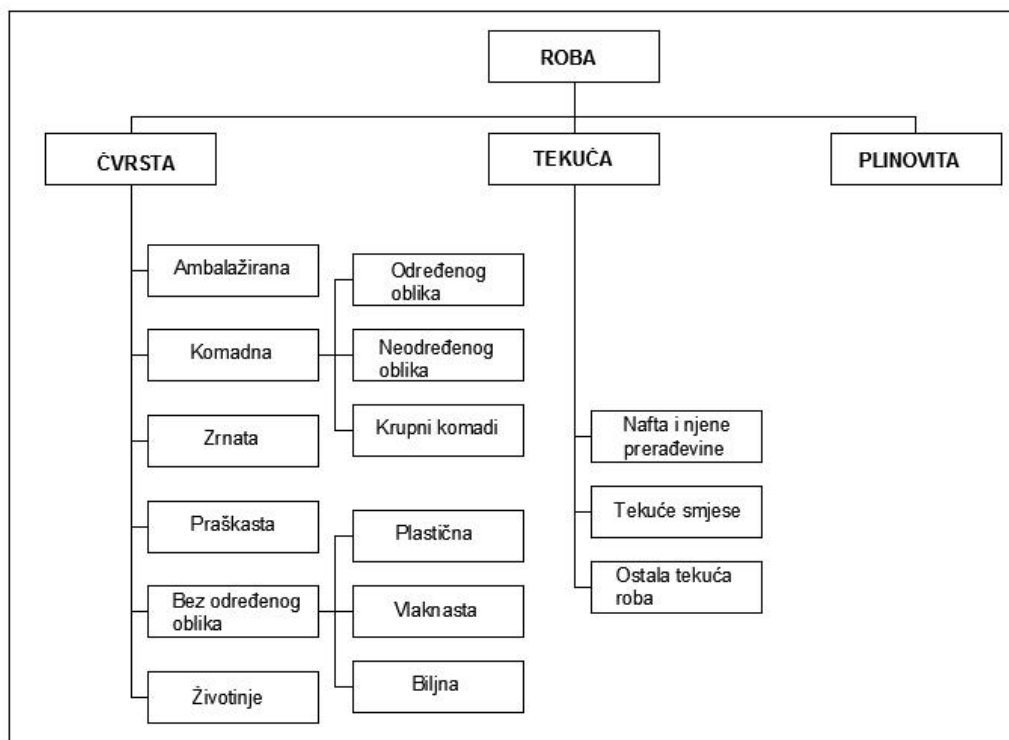 ROBA
ČVRSTA
TEKUĆA
PLINOVITA
Ambalažirana
Komadna
Zrnata
Praškasta
Bez određenog
oblika
Životinje
Određenog
oblika
Neodređenog
oblika
Krupni komadi
Plastična
Vlaknasta
Biljna
Nafta i njene
prerađevine
Tekuće smjese
Ostala tekuća
roba